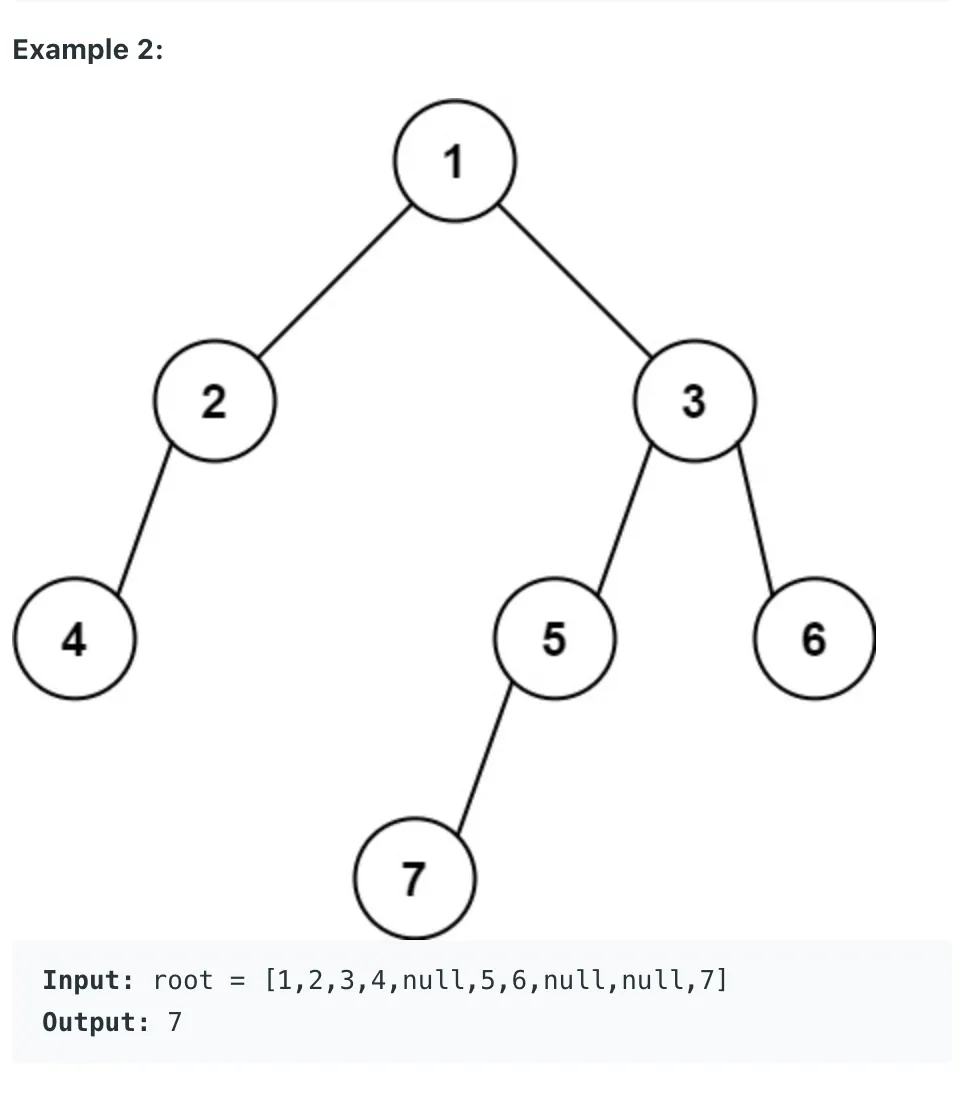 Example 2:
1
2
3
4
5
6
7
Input: root = [1,2,3,4,null,5,6,null,null,7]
Output: 7